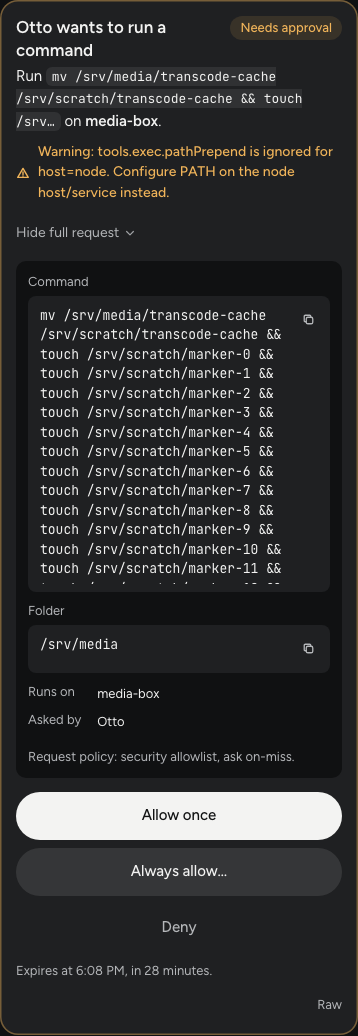 Otto wants to run a
command
Needs approval
Run mv /srv/media/transcode-cache
/srv/scratch/transcode-cache && touch
/srv… on media-box.
Warning: tools.exec.pathPrepend is ignored for
host=node. Configure PATH on the node
host/service instead.
Hide full request
Command
mv /srv/media/transcode-cache
/srv/scratch/transcode-cache &&
touch /srv/scratch/marker-0 &&
touch /srv/scratch/marker-1 &&
touch /srv/scratch/marker-2 &&
touch /srv/scratch/marker-3 &&
touch /srv/scratch/marker-4 &&
touch /srv/scratch/marker-5 &&
touch /srv/scratch/marker-6 &&
touch /srv/scratch/marker-7 &&
touch /srv/scratch/marker-8 &&
touch /srv/scratch/marker-9 &&
touch /srv/scratch/marker-10 &&
touch /srv/scratch/marker-11 &&
Folder
/srv/media
Runs on media-box
Asked by Otto
Request policy: security allowlist, ask on-miss.
Allow once
Always allow...
Deny
Expires at 6:08 PM, in 28 minutes.
Raw